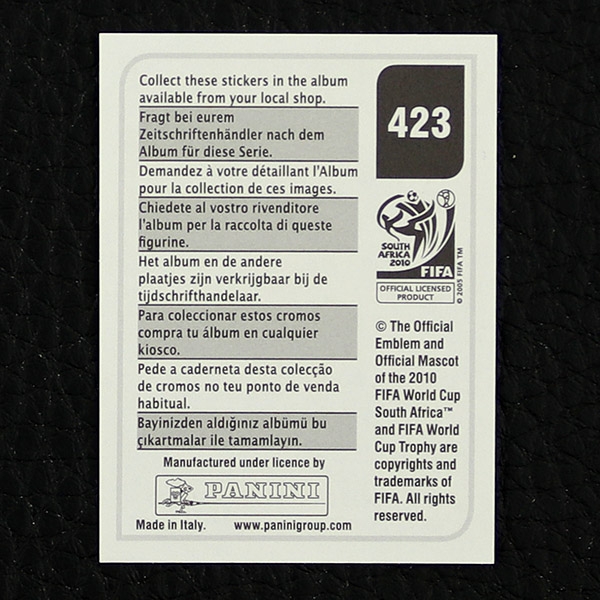 Collect these stickers in the album
available from your local shop.
Fragt bei eurem
Zeitschriftenhändler nach dem
Album für diese Serie.
Demandez à votre détaillant l'Album
pour la collection de ces images.
Chiedete al vostro rivenditore
l'album per la raccolta di queste
figurine.
Het album en de andere
plaatjes zijn verkrijgbaar bij de
tijdschrifthandelaar.
Para coleccionar estos cromos
compra tu álbum en cualquier
kiosco.
Pede a caderneta desta colecção
de cromos no teu ponto de venda
habitual.
Bayinizden aldığınız albümü bu
çıkartmalar ile tamamlayın.
Manufactured under licence by
PANINI
Made in Italy. www.paninigroup.com
423
SOUTH
AFRICA
2010
FIFA
OFFICIAL LICENSED
PRODUCT
© 2005 FIFA TM
© The Official
Emblem and
Official Mascot
of the 2010
FIFA World Cup
South Africa™
and FIFA World
Cup Trophy are
copyrights and
trademarks of
FIFA. All rights
reserved.